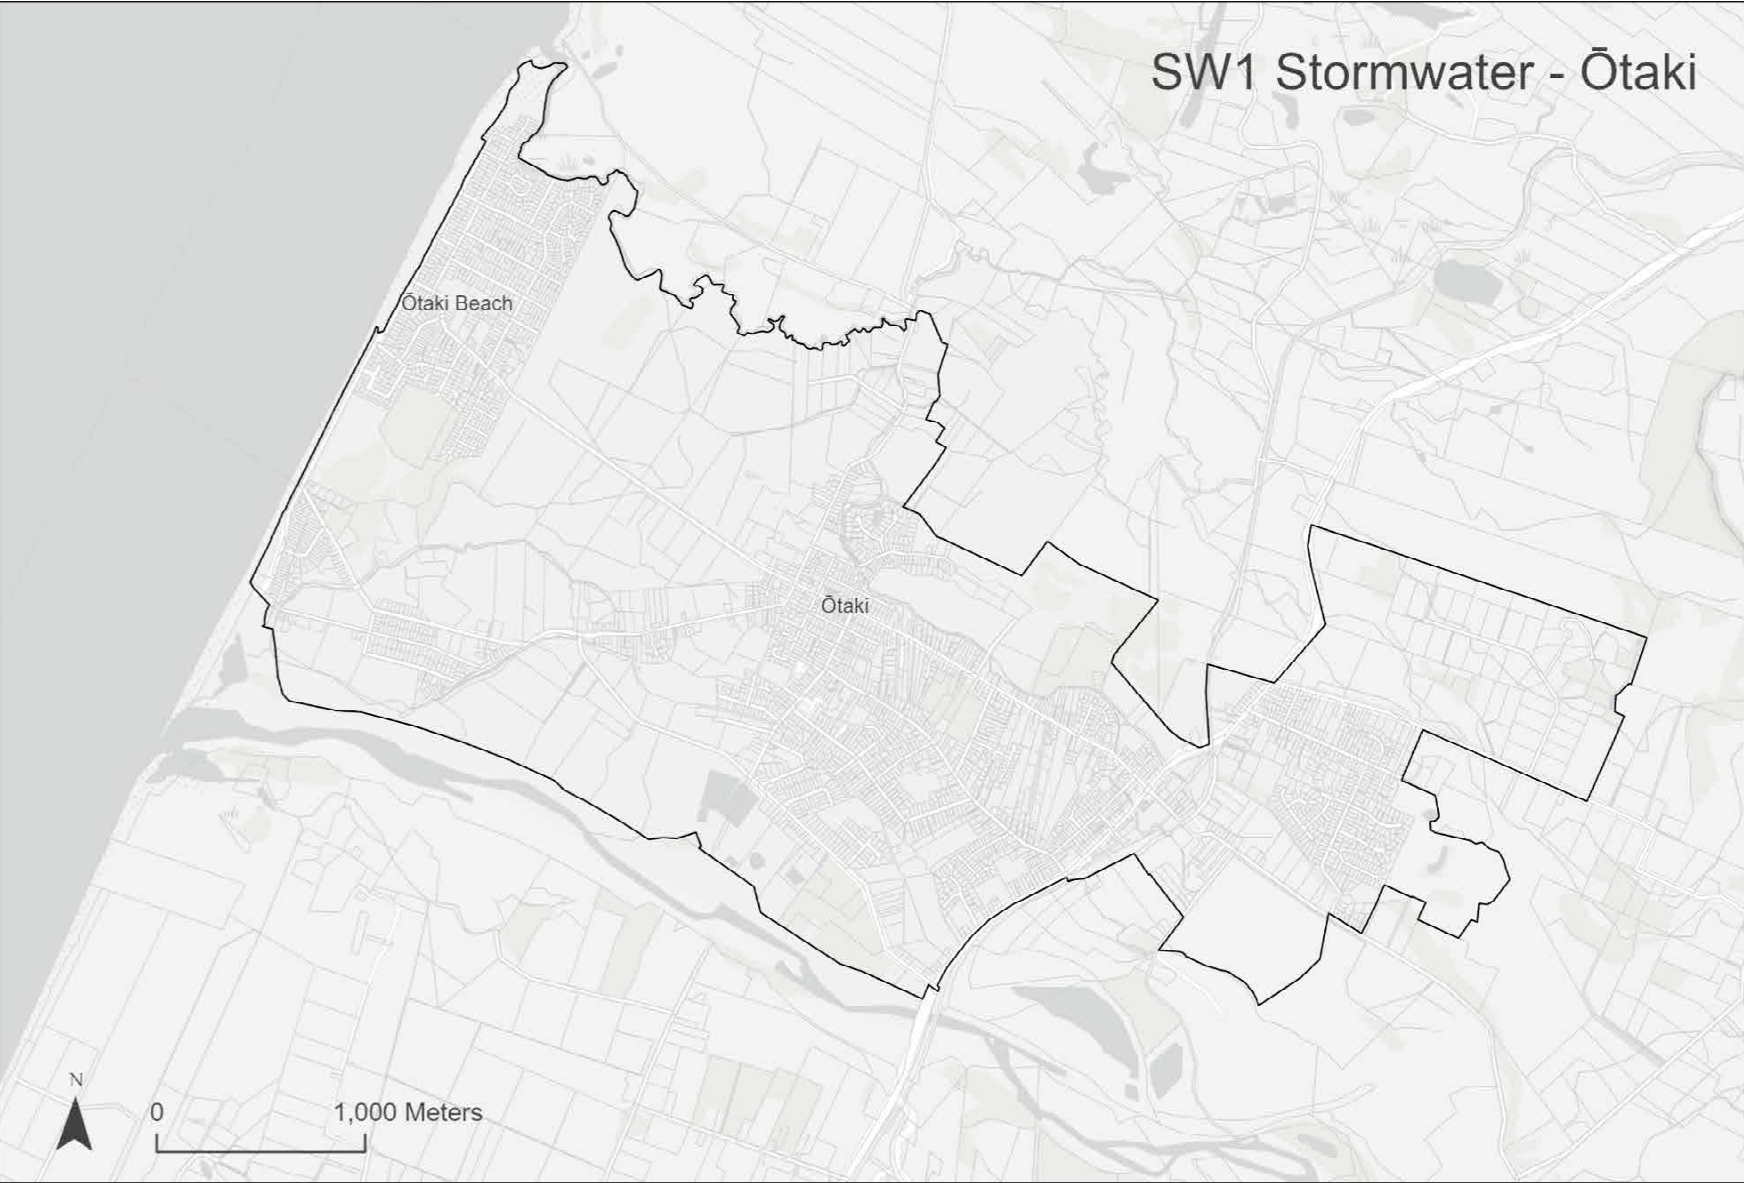 SW1 Stormwater - Ōtaki
Ōtaki Beach
Ōtaki
N
0
1,000 Meters